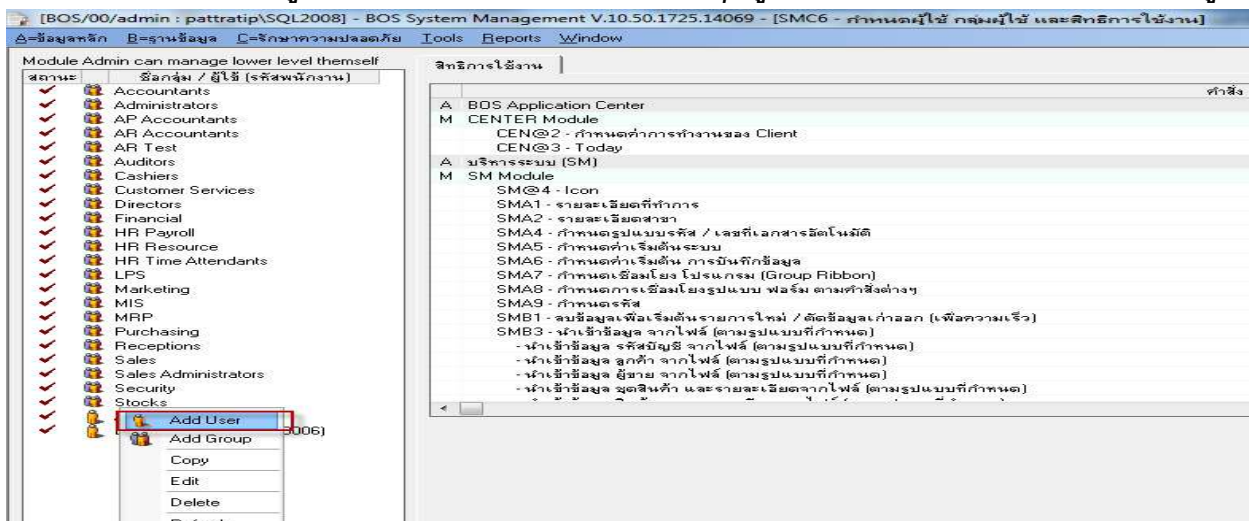 [BOS/00/admin : pattratip\SQL2008] - BOS System Management V.10.50.1725.14069 - [SMC6 - กำหนดผู้ใช้ กลุ่มผู้ใช้ และสิทธิการใช้งาน]
A=ข้อมูลหลัก B=ฐานข้อมูล C=รักษาความปลอดภัย Tools Reports Window
Module Admin can manage lower level themself
สถานะ ชื่อกลุ่ม / ผู้ใช้ (รหัสพนักงาน)
Accountants
Administrators
AP Accountants
AR Accountants
AR Test
Auditors
Cashiers
Customer Services
Directors
Financial
HR Payroll
HR Resource
HR Time Attendants
LPS
Marketing
MIS
MRP
Purchasing
Receptions
Sales
Sales Administrators
Security
Stocks
3006)
Add User
Add Group
Copy
Edit
Delete
สิทธิการใช้งาน
คำสั่ง
A BOS Application Center
M CENTER Module
CEN@2 - กำหนดค่าการทำงานของ Client
CEN@3 - Today
A บริหารระบบ (SM)
M SM Module
SM@4 - Icon
SMA1 - รายละเอียดที่ทำการ
SMA2 - รายละเอียดสาขา
SMA4 - กำหนดรูปแบบรหัส / เลขที่เอกสารอัตโนมัติ
SMA5 - กำหนดค่าเริ่มต้นระบบ
SMA6 - กำหนดค่าเริ่มต้น การบันทึกข้อมูล
SMA7 - กำหนดเชื่อมโยง โปรแกรม (Group Ribbon)
SMA8 - กำหนดการเชื่อมโยงรูปแบบ ฟอร์ม ตามคำสั่งต่างๆ
SMA9 - กำหนดรหัส
SMB1 - ลบข้อมูลเพื่อเริ่มต้นรายการใหม่ / ตัดข้อมูลเก่าออก (เพื่อความเร็ว)
SMB3 - นำเข้าข้อมูล จากไฟล์ (ตามรูปแบบที่กำหนด)
- นำเข้าข้อมูล รหัสบัญชี จากไฟล์ (ตามรูปแบบที่กำหนด)
- นำเข้าข้อมูล ลูกค้า จากไฟล์ (ตามรูปแบบที่กำหนด)
- นำเข้าข้อมูล ผู้ขาย จากไฟล์ (ตามรูปแบบที่กำหนด)
- นำเข้าข้อมูล ชุดสินค้า และรายละเอียดจากไฟล์ (ตามรูปแบบที่กำหนด)